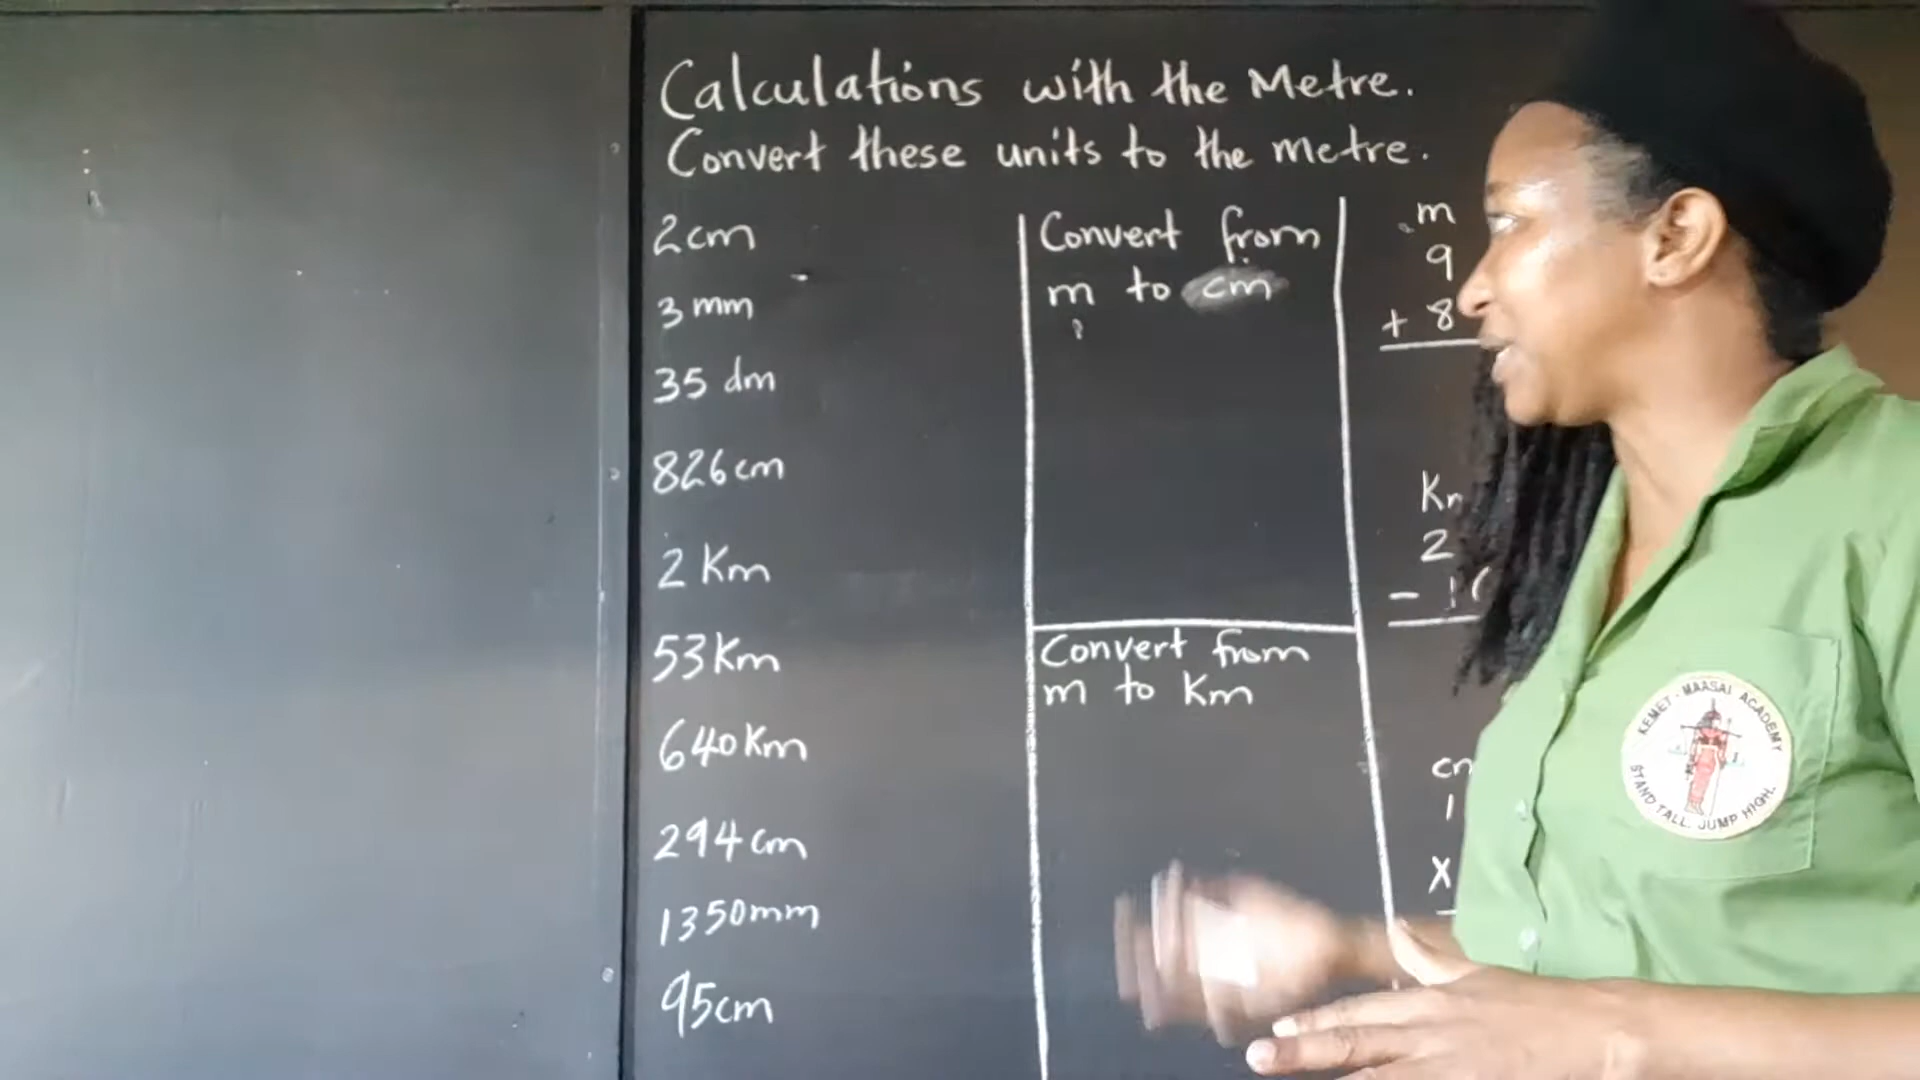 Calculations with the Metre.
Convert these units to the metre.
2cm
3mm
35 dm
826cm
2 Km
53Km
640Km
294cm
1350mm
95cm
Convert from
m to cm
Convert from
m to Km
m
9
+ 8
2
-
1
X
KEMET - MAASAI ACADEMY
STAND TALL. JUMP HIGH.